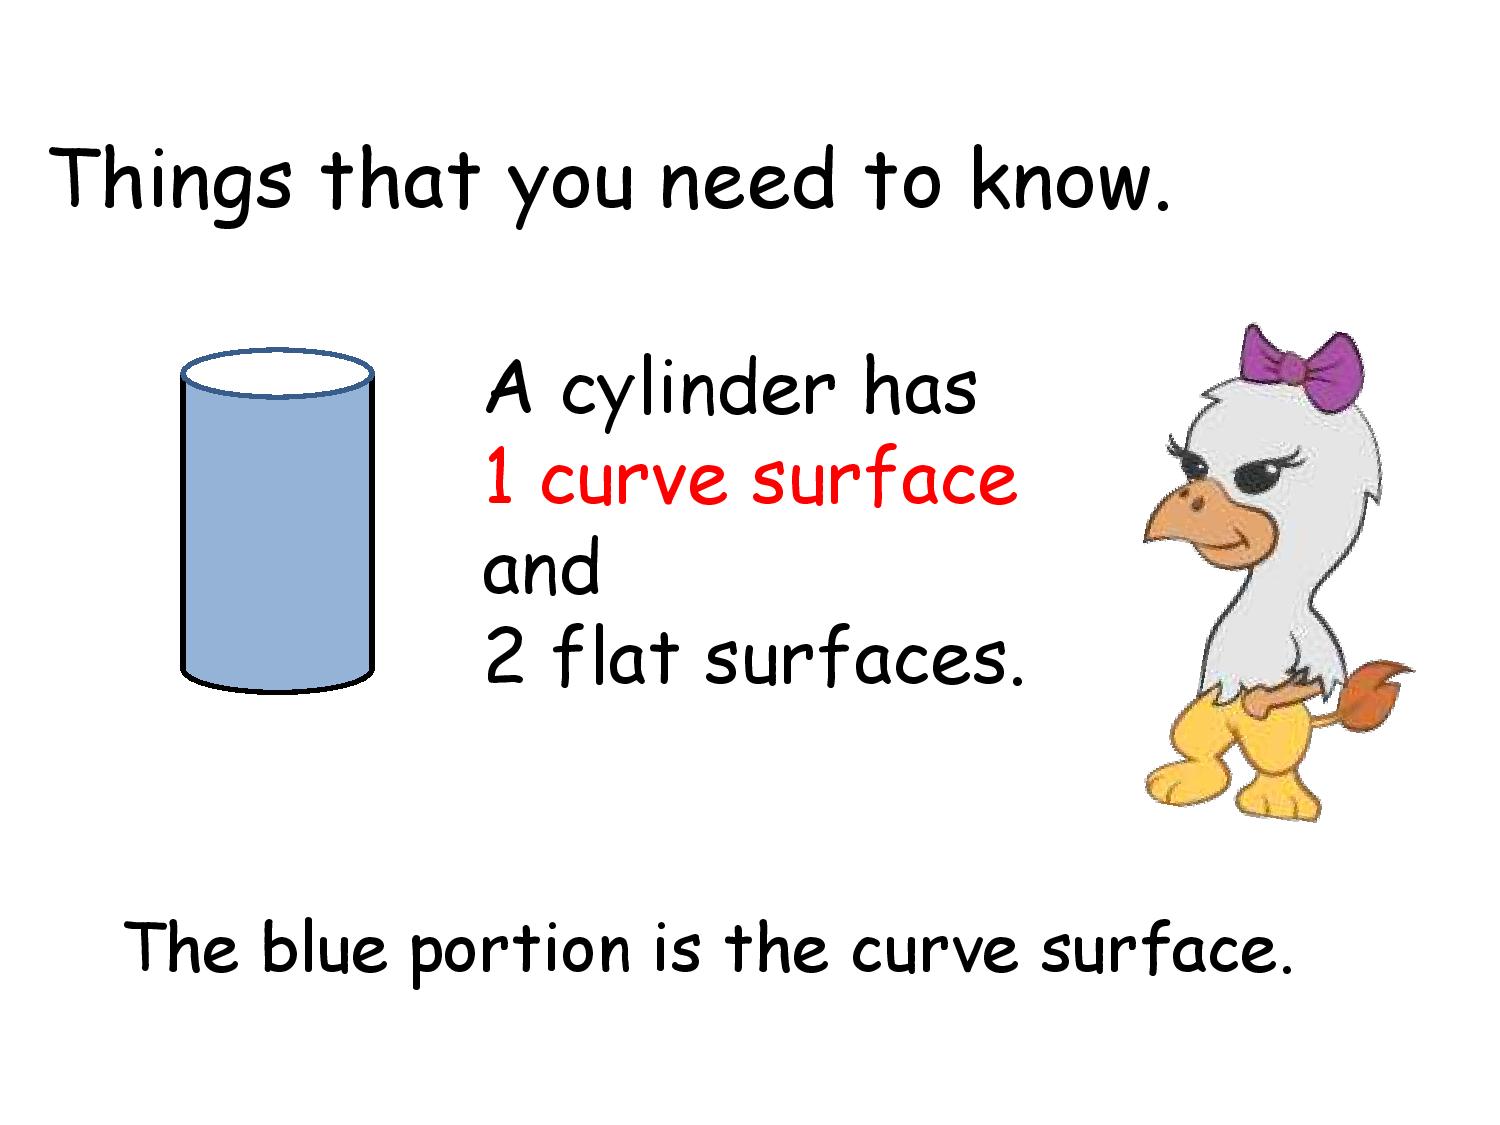 Things that you need to know.
A cylinder has
1 curve surface
and
2 flat surfaces.
The blue portion is the curve surface.